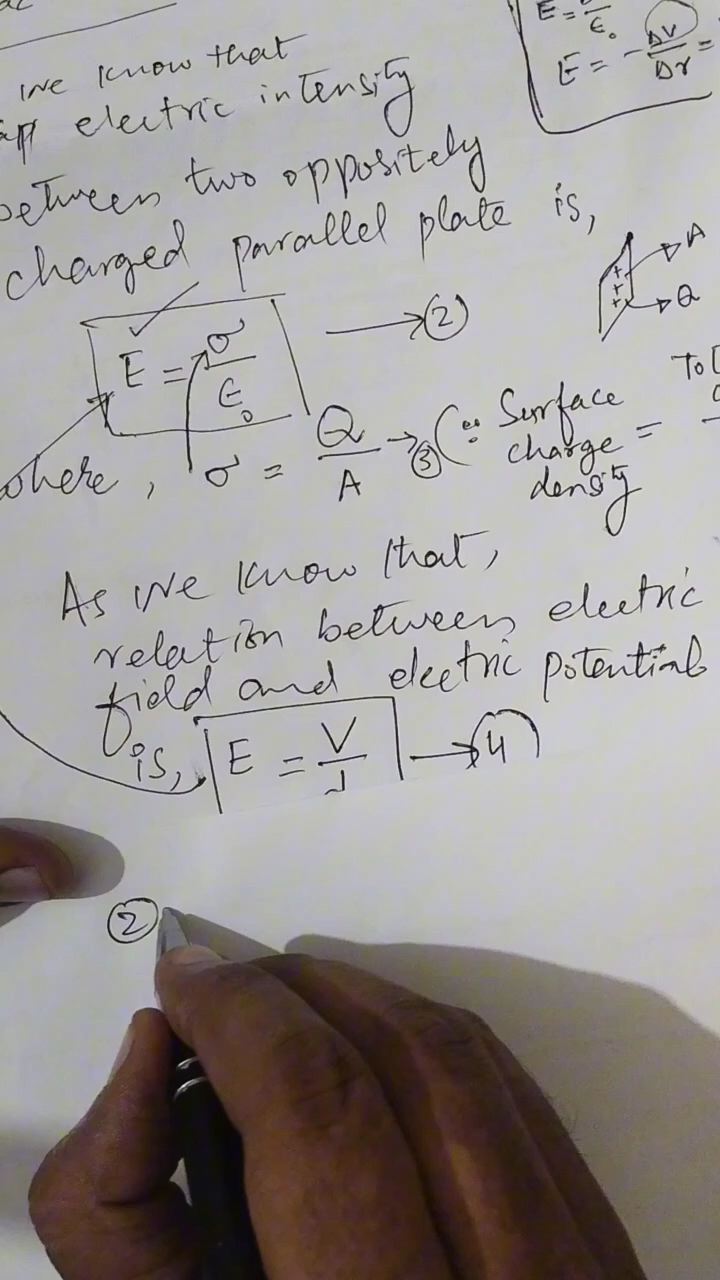 E = σ/ε₀
E = -ΔV/Δr =
we know that
electric intensity
between two oppositely
charged parallel plate is,
A
+
+
+
Q
E = σ/ε₀ → ②
where, σ = Q/A → ③ (∵ Surface charge density =
As we know that,
relation between electric
field and electric potential
is, E = V/d → ④
②